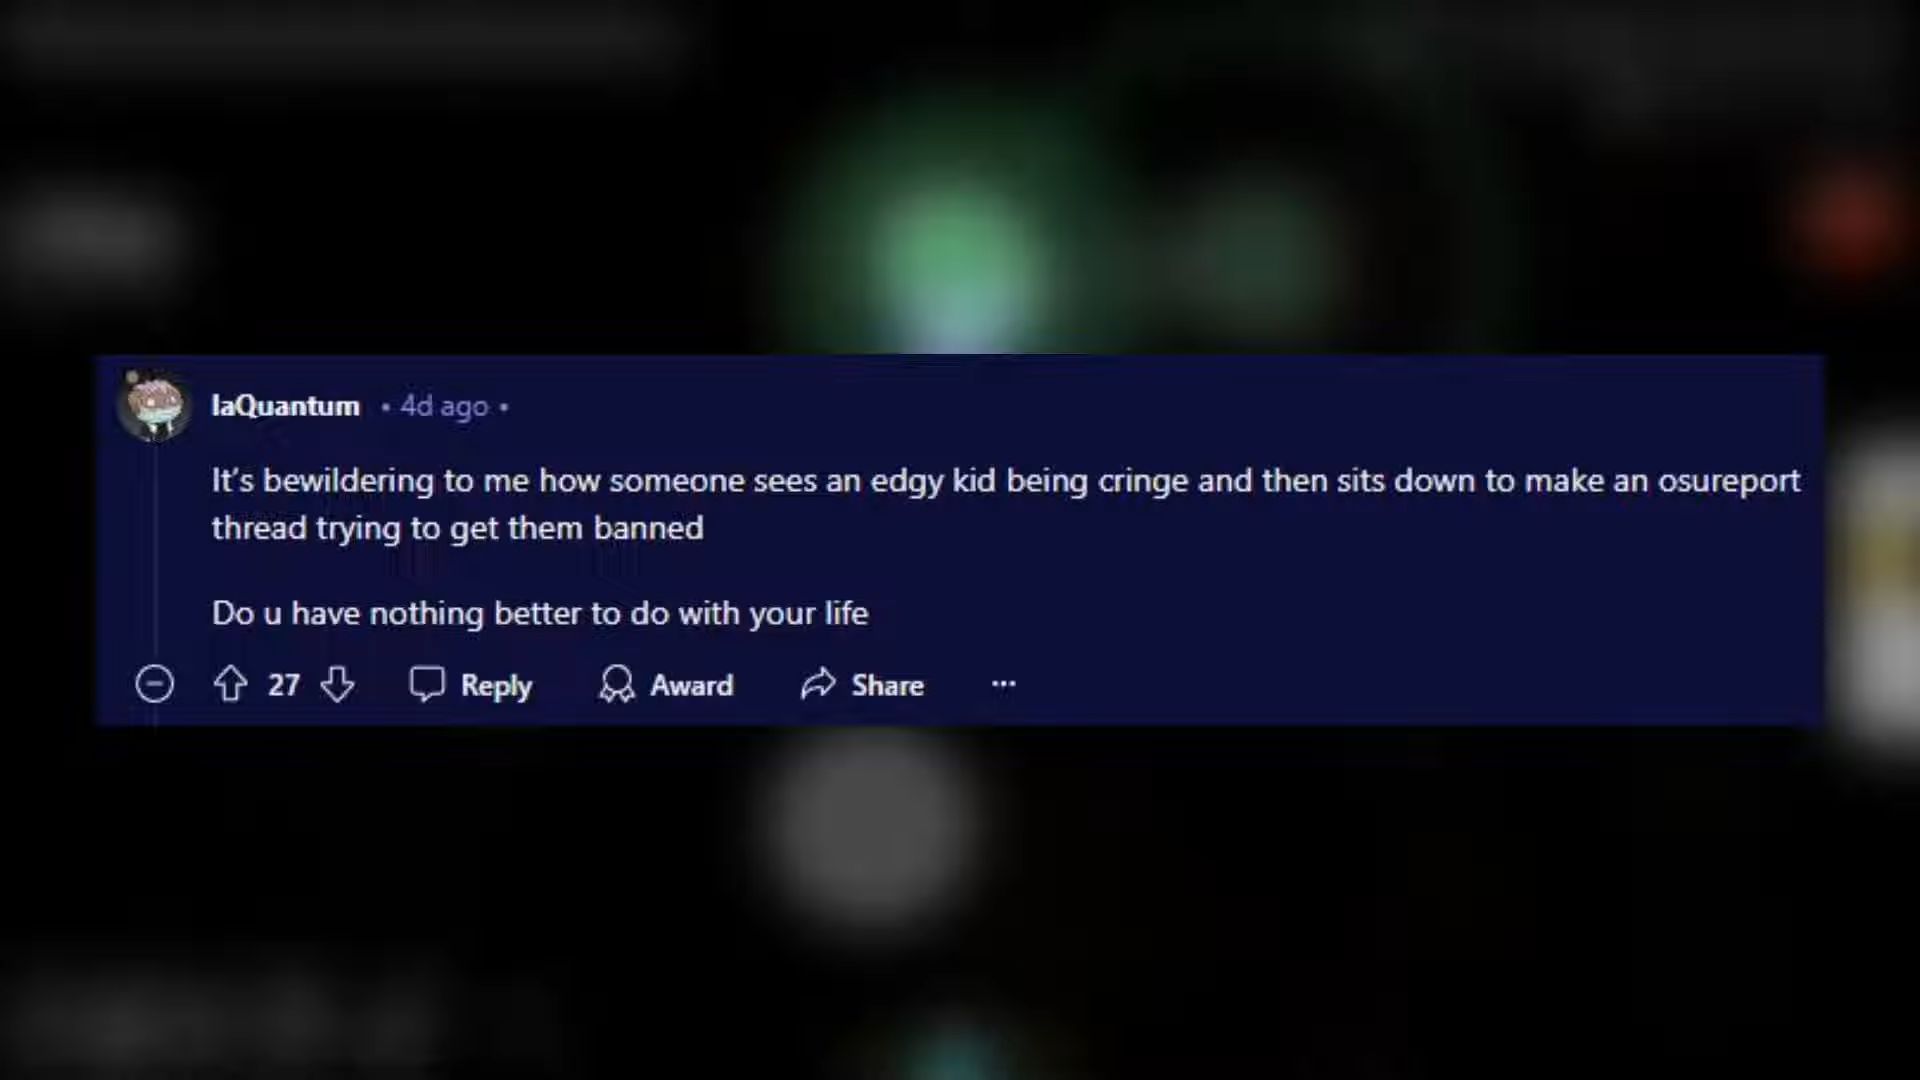 laQuantum • 4d ago •
It's bewildering to me how someone sees an edgy kid being cringe and then sits down to make an osureport
thread trying to get them banned
Do u have nothing better to do with your life
27 Reply Award Share ...